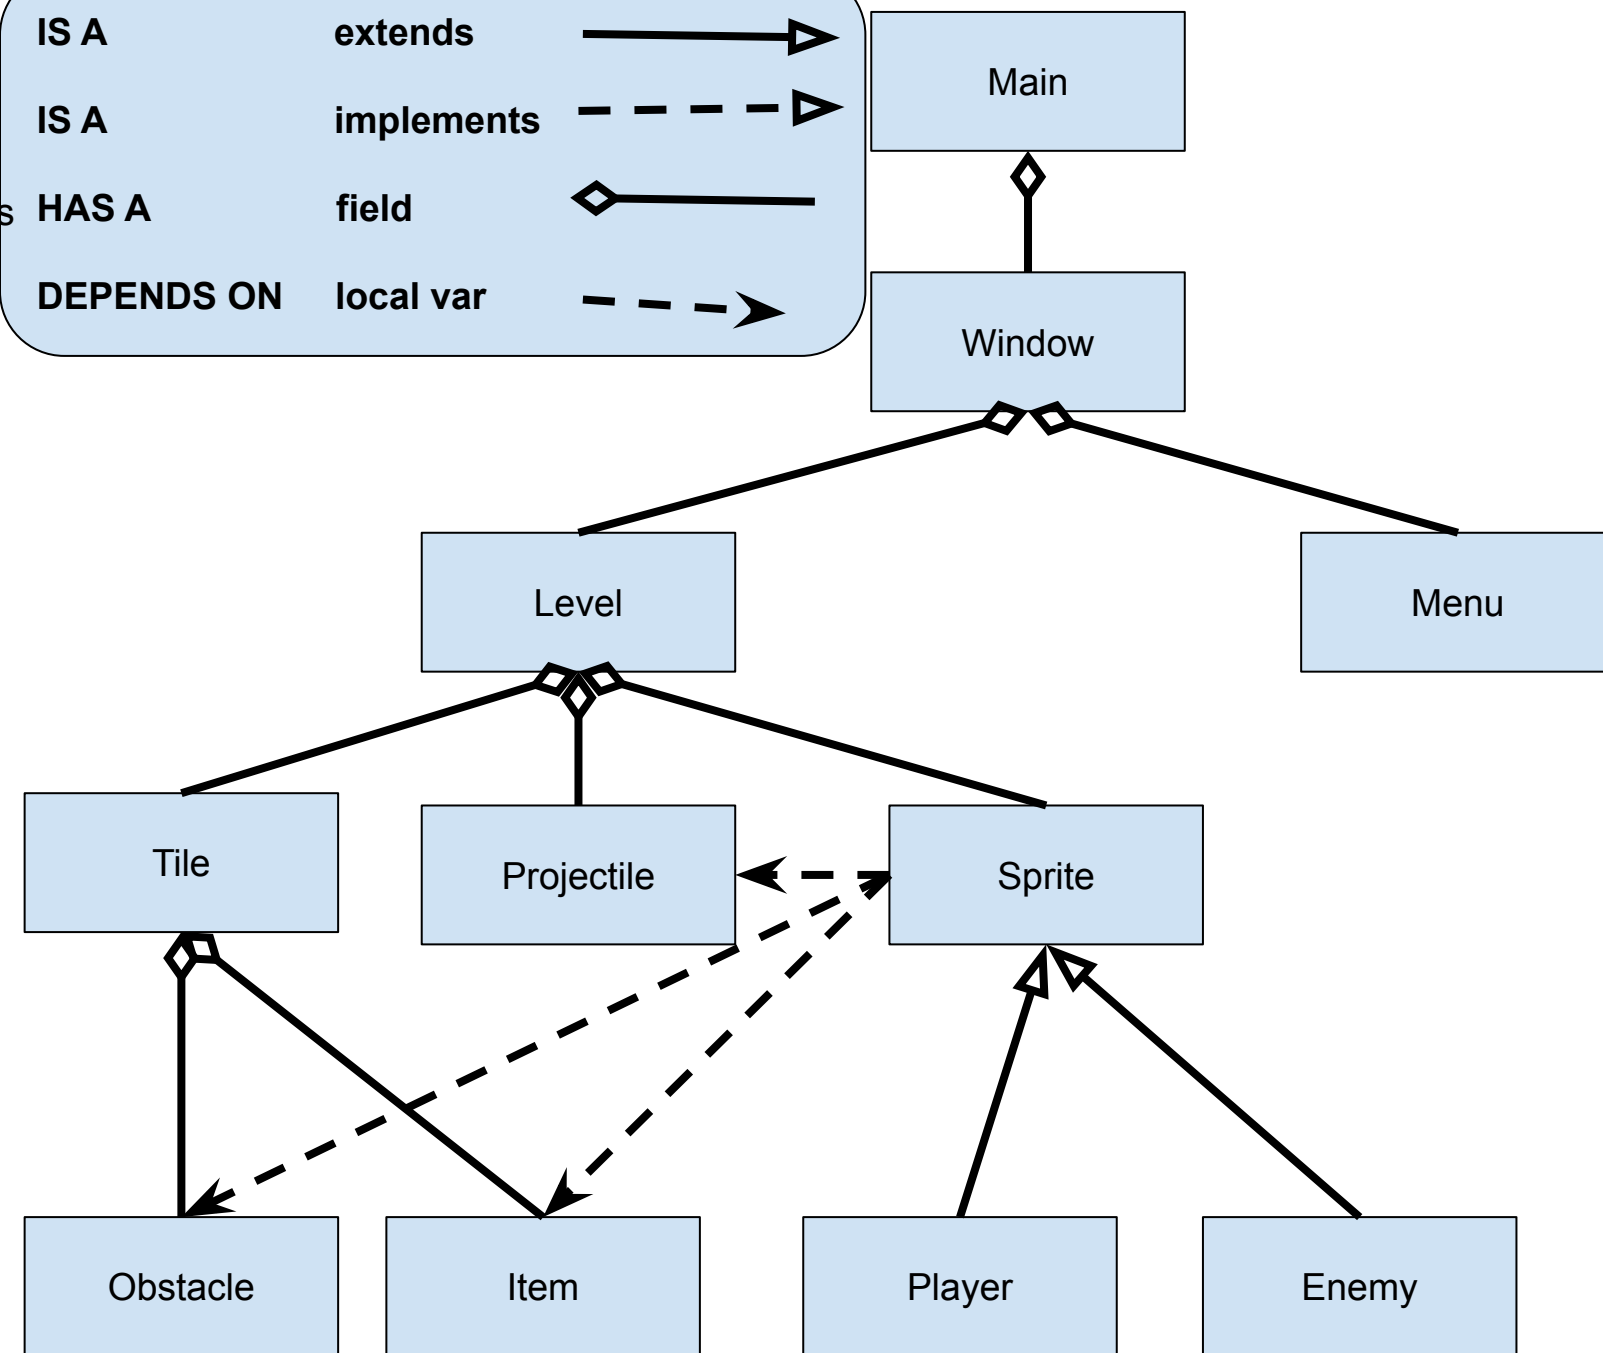 IS A extends
IS A implements
s HAS A field
DEPENDS ON local var
Main
Window
Level
Menu
Tile
Projectile
Sprite
Obstacle
Item
Player
Enemy